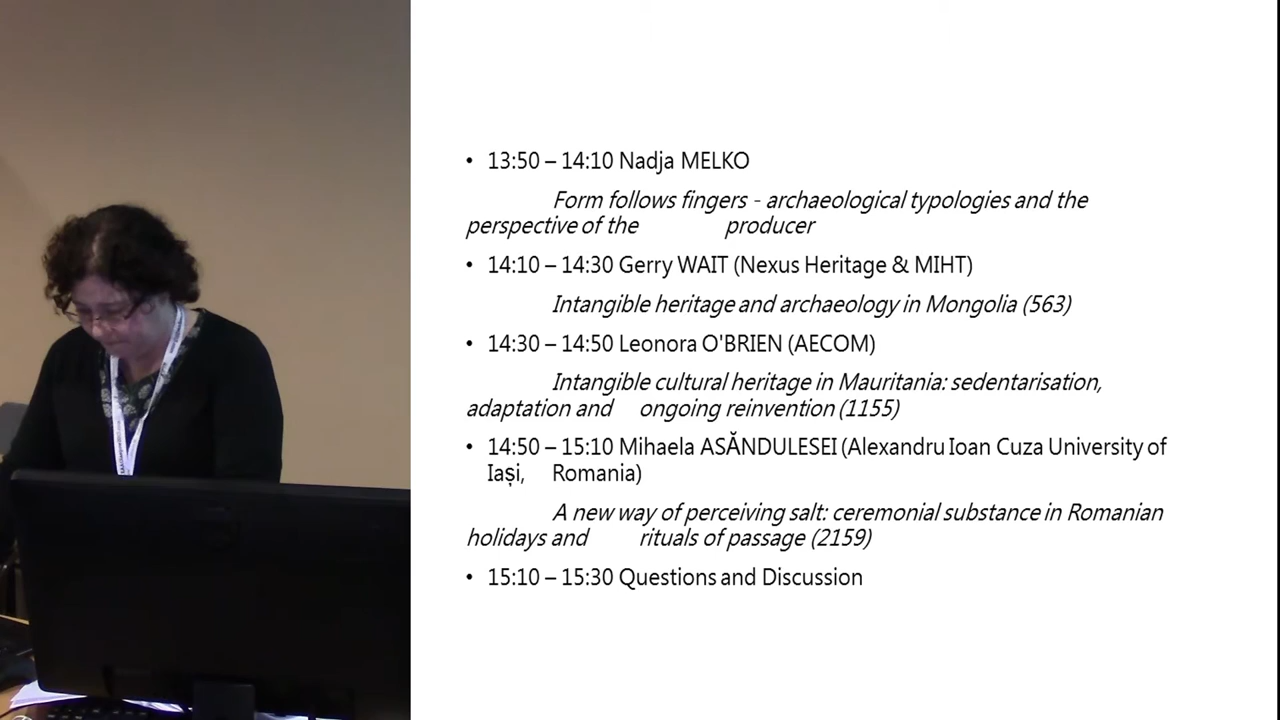 • 13:50 – 14:10 Nadja MELKO
Form follows fingers - archaeological typologies and the
perspective of the producer
• 14:10 – 14:30 Gerry WAIT (Nexus Heritage & MIHT)
Intangible heritage and archaeology in Mongolia (563)
• 14:30 – 14:50 Leonora O'BRIEN (AECOM)
Intangible cultural heritage in Mauritania: sedentarisation,
adaptation and ongoing reinvention (1155)
• 14:50 – 15:10 Mihaela ASĂNDULESEI (Alexandru Ioan Cuza University of
Iași, Romania)
A new way of perceiving salt: ceremonial substance in Romanian
holidays and rituals of passage (2159)
• 15:10 – 15:30 Questions and Discussion